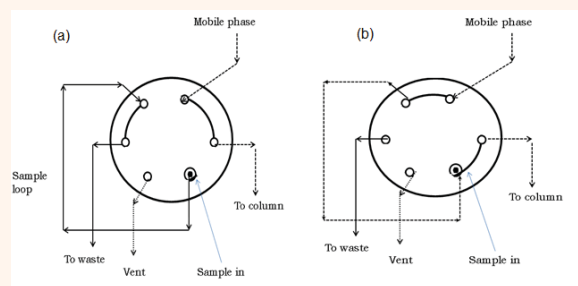 (a)
Mobile phase
Sample
loop
To waste
Vent
Sample in
To column
(b)
Mobile phase
To waste
Vent
Sample in
To column